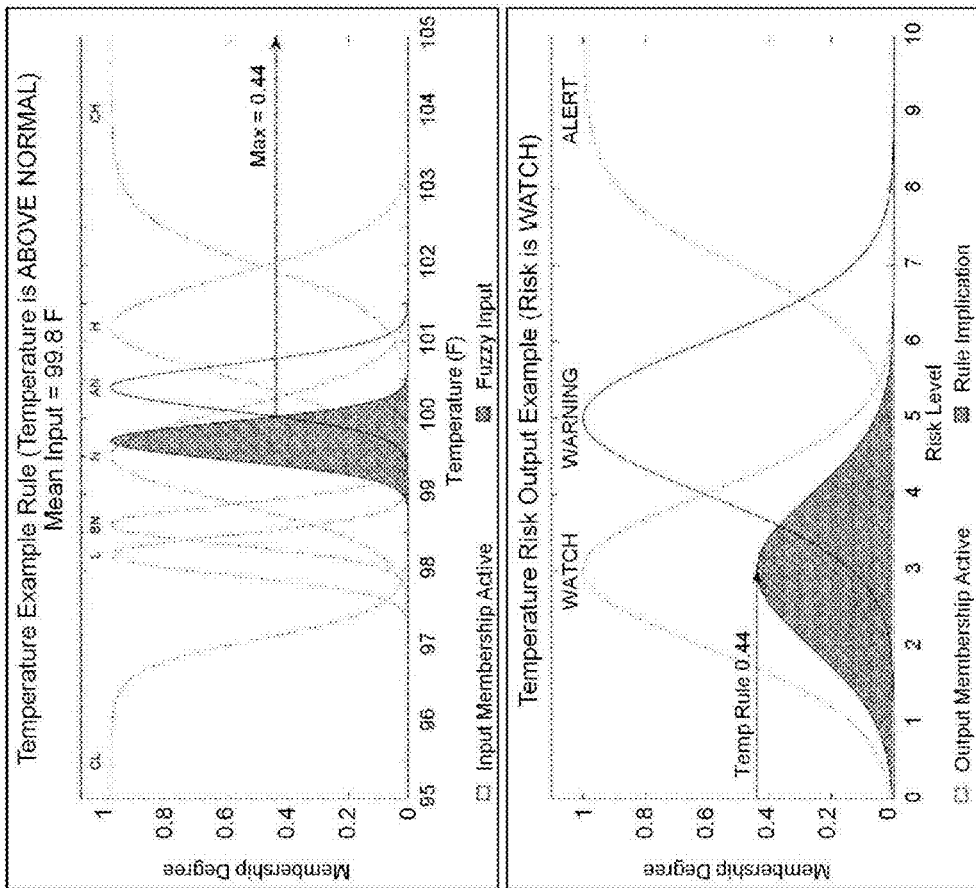 Temperature Example Rule (Temperature is ABOVE NORMAL)
Mean Input = 99.8 F
CL
BN
N
AN
H
CH
Max = 0.44
Membership Degree
1
0.8
0.6
0.4
0.2
0
95
96
97
98
99
100
101
102
103
104
105
Temperature (F)
Input Membership Active
Fuzzy Input
Temperature Risk Output Example (Risk is WATCH)
WATCH
WARNING
ALERT
Temp Rule 0.44
Membership Degree
1
0.8
0.6
0.4
0.2
0
0
1
2
3
4
5
6
7
8
9
10
Risk Level
Output Membership Active
Rule Implication